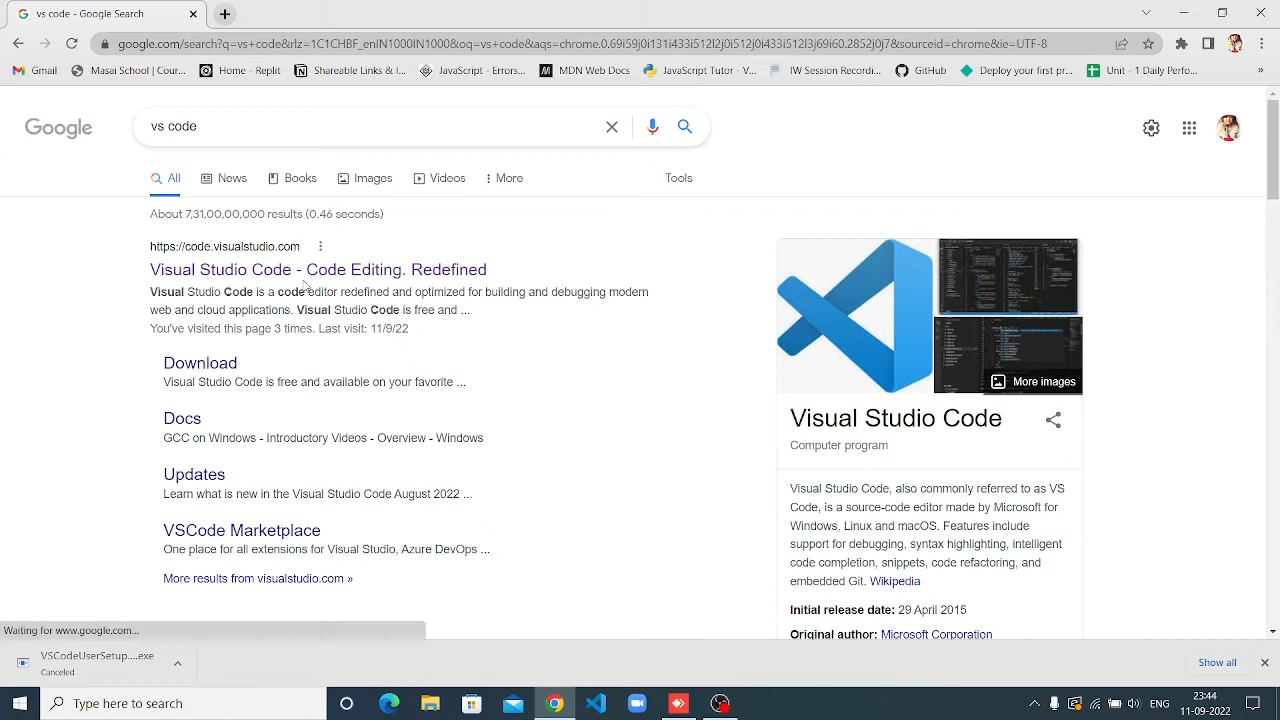 vs code - Google Search
google.com/search?q=vs+code&rlz=1C1CHBF_enIN1000IN1000&oq=vs+code&aqs=chrome.0.69i59j0i131i433i512l2j0i512j0i433i512l3j69i60.2852j0j7&sourceid=chrome&ie=UTF-8
Gmail
Masai School | Cour...
Home - Replit
Shareable Link & I...
JavaScript - Exerci...
MDN Web Docs
JavaScript Tutor - V...
IW Session Recordi...
GitHub
Deploy your first pr...
Unit - 1 Daily Perfo...
»
Google
vs code
All
News
Books
Images
Videos
More
Tools
About 7,31,00,00,000 results (0.46 seconds)
https://code.visualstudio.com
Visual Studio Code - Code Editing. Redefined
Visual Studio Code is a code editor redefined and optimized for building and debugging modern
web and cloud applications. Visual Studio Code is free and ...
You've visited this page 5 times. Last visit: 9/9/22
Download
Visual Studio Code is free and available on your favorite ...
Docs
GCC on Windows - Introductory Videos - Overview - Windows
Updates
Learn what is new in the Visual Studio Code August 2022 ...
VSCode Marketplace
One place for all extensions for Visual Studio, Azure DevOps ...
More results from visualstudio.com »
More images
Visual Studio Code
Computer program
Visual Studio Code, also commonly referred to as VS
Code, is a source-code editor made by Microsoft for
Windows, Linux and macOS. Features include
support for debugging, syntax highlighting, intelligent
code completion, snippets, code refactoring, and
embedded Git. Wikipedia
Initial release date: 29 April 2015
Original author: Microsoft Corporation
Waiting for www.google.com...
VSCodeUserSetup...exe
Canceled
Show all
Type here to search
ENG
23:44
11-09-2022